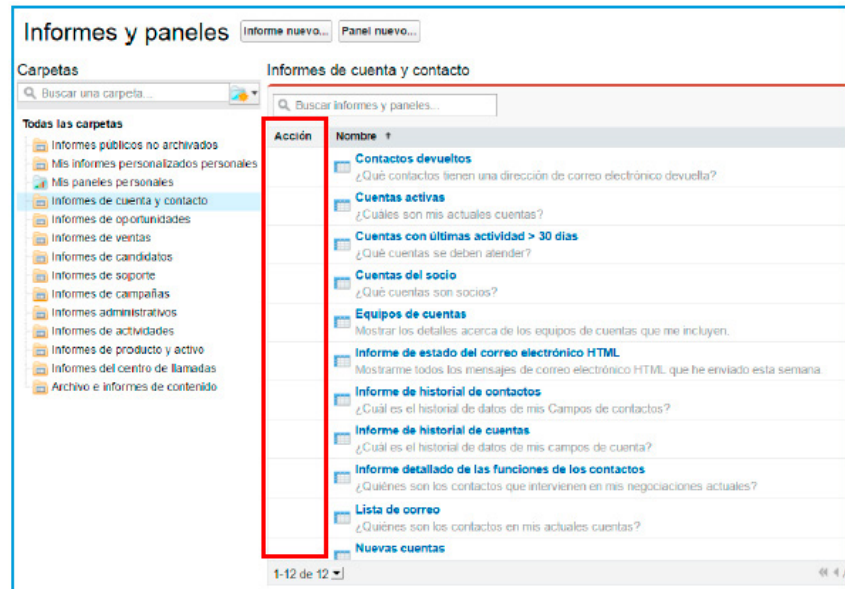 Informes y paneles
Informe nuevo...
Panel nuevo...
Carpetas
Buscar una carpeta...
Todas las carpetas
Informes públicos no archivados
Mis informes personalizados personales
Mis paneles personales
Informes de cuenta y contacto
Informes de oportunidades
Informes de ventas
Informes de candidatos
Informes de soporte
Informes de campañas
Informes administrativos
Informes de actividades
Informes de producto y activo
Informes del centro de llamadas
Archivo e informes de contenido
Informes de cuenta y contacto
Buscar informes y paneles...
Acción Nombre ↑
Contactos devueltos
¿Qué contactos tienen una dirección de correo electrónico devuelta?
Cuentas activas
¿Cuáles son mis actuales cuentas?
Cuentas con últimas actividad > 30 días
¿Qué cuentas se deben atender?
Cuentas del socio
¿Qué cuentas son socios?
Equipos de cuentas
Mostrar los detalles acerca de los equipos de cuentas que me incluyen.
Informe de estado del correo electrónico HTML
Mostrarme todos los mensajes de correo electrónico HTML que he enviado esta semana.
Informe de historial de contactos
¿Cuál es el historial de datos de mis Campos de contactos?
Informe de historial de cuentas
¿Cuál es el historial de datos de mis campos de cuenta?
Informe detallado de las funciones de los contactos
¿Quiénes son los contactos que intervienen en mis negociaciones actuales?
Lista de correo
¿Quiénes son los contactos en mis actuales cuentas?
Nuevas cuentas
1-12 de 12